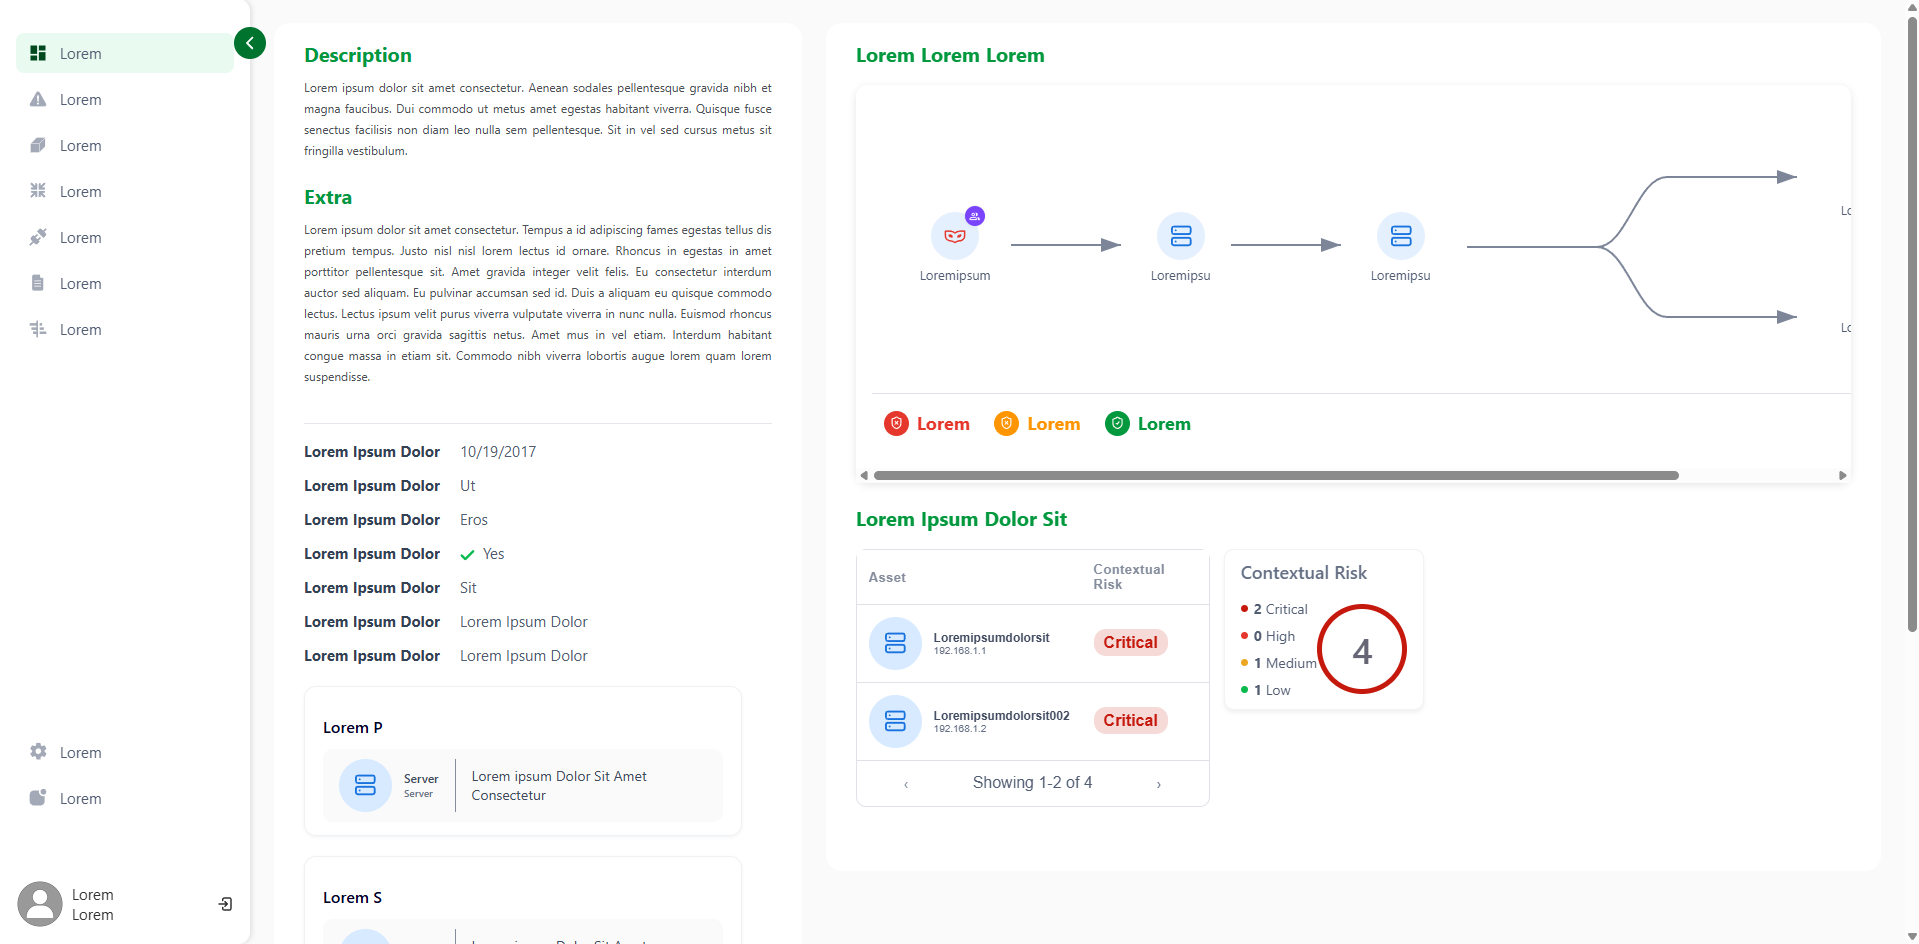 Lorem
Lorem
Lorem
Lorem
Lorem
Lorem
Lorem
Lorem
Lorem
Lorem
Lorem
Description
Lorem ipsum dolor sit amet consectetur. Aenean sodales pellentesque gravida nibh et
magna faucibus. Dui commodo ut metus amet egestas habitant viverra. Quisque fusce
senectus facilisis non diam leo nulla sem pellentesque. Sit in vel sed cursus metus sit
fringilla vestibulum.
Extra
Lorem ipsum dolor sit amet consectetur. Tempus a id adipiscing fames egestas tellus dis
pretium tempus. Justo nisl nisl lorem lectus id ornare. Rhoncus in egestas in amet
porttitor pellentesque sit. Amet gravida integer velit felis. Eu consectetur interdum
auctor sed aliquam. Eu pulvinar accumsan sed id. Duis a aliquam eu quisque commodo
lectus. Lectus ipsum velit purus viverra vulputate viverra in nunc nulla. Euismod rhoncus
mauris urna orci gravida sagittis netus. Amet mus in vel etiam. Interdum habitant
congue massa in etiam sit. Commodo nibh viverra lobortis augue lorem quam lorem
suspendisse.
Lorem Ipsum Dolor 10/19/2017
Lorem Ipsum Dolor Ut
Lorem Ipsum Dolor Eros
Lorem Ipsum Dolor Yes
Lorem Ipsum Dolor Sit
Lorem Ipsum Dolor Lorem Ipsum Dolor
Lorem Ipsum Dolor Lorem Ipsum Dolor
Lorem P
Server
Server
Lorem ipsum Dolor Sit Amet
Consectetur
Lorem S
Lorem Lorem Lorem
Loremipsum
Loremipsu
Loremipsu
Lo
Lo
Lorem Lorem Lorem
Lorem Ipsum Dolor Sit
Asset Contextual
Risk
Loremipsumdolorsit
192.168.1.1
Critical
Loremipsumdolorsit002
192.168.1.2
Critical
‹ Showing 1-2 of 4 ›
Contextual Risk
2 Critical
0 High
1 Medium
1 Low
4